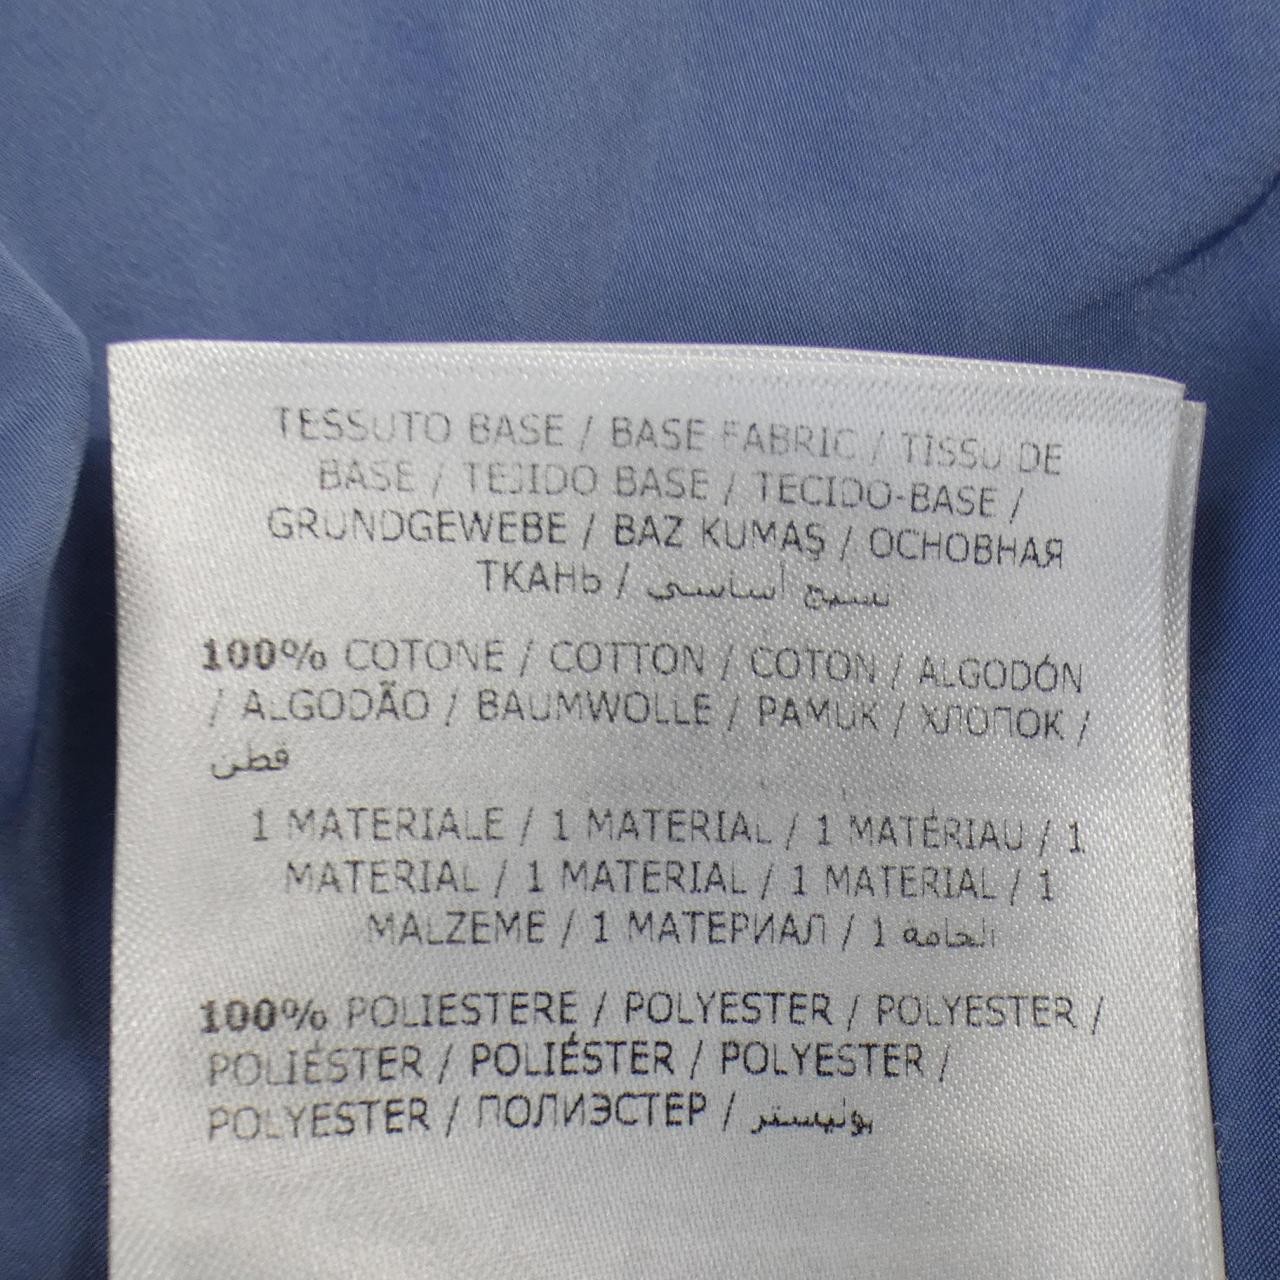 TESSUTO BASE / BASE FABRIC / TISSU DE
BASE / TEJIDO BASE / TECIDO-BASE /
GRUNDGEWEBE / BAZ KUMAŞ / ОСНОВНАЯ
ТКАНЬ / نسيج أساسي
100% COTONE / COTTON / COTON / ALGODÓN
/ ALGODÃO / BAUMWOLLE / PAMUK / ХЛОПОК /
قطن
1 MATERIALE / 1 MATERIAL / 1 MATÉRIAU / 1
MATERIAL / 1 MATERIAL / 1 MATERIAL / 1
MALZEME / 1 МАТЕРИАЛ / 1 الخامة
100% POLIESTERE / POLYESTER / POLYESTER /
POLIÉSTER / POLIÉSTER / POLYESTER /
POLYESTER / ПОЛИЭСТЕР / بوليستر